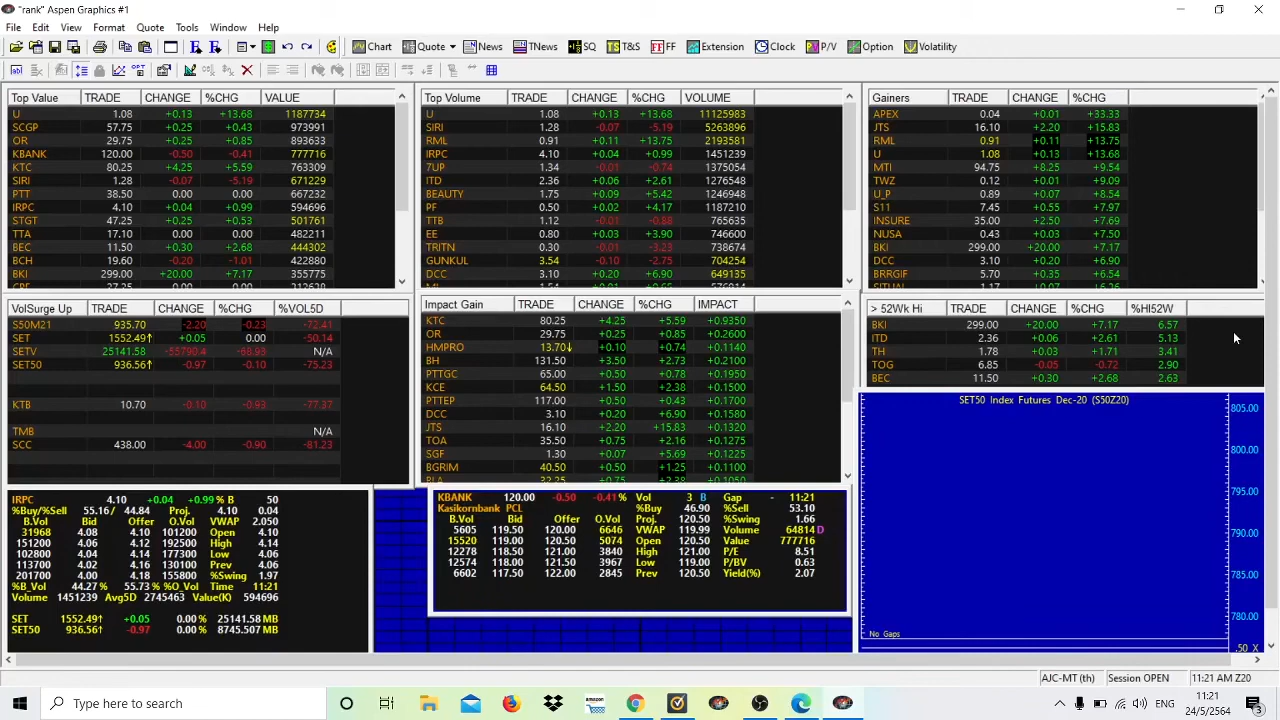 "rank" Aspen Graphics #1
File Edit View Format Quote Tools Window Help
Chart Quote News TNews SQ T&S FF Extension Clock P/V Option Volatility
Top Value TRADE CHANGE %CHG VALUE
U 1.08 +0.13 +13.68 1187734
SCGP 57.75 +0.25 +0.43 973991
OR 29.75 +0.25 +0.85 893633
KBANK 120.00 -0.50 -0.41 777716
KTC 80.25 +4.25 +5.59 763309
SIRI 1.28 -0.07 -5.19 671229
PTT 38.50 0.00 0.00 667232
IRPC 4.10 +0.04 +0.99 594696
STGT 47.25 +0.25 +0.53 501761
TTA 17.10 0.00 0.00 482211
BEC 11.50 +0.30 +2.68 444302
BCH 19.60 -0.20 -1.01 422880
BKI 299.00 +20.00 +7.17 355775
Top Volume TRADE CHANGE %CHG VOLUME
U 1.08 +0.13 +13.68 11125983
SIRI 1.28 -0.07 -5.19 5263896
RML 0.91 +0.11 +13.75 2193581
IRPC 4.10 +0.04 +0.99 1451239
7UP 1.34 -0.01 -0.74 1375054
ITD 2.36 +0.06 +2.61 1276548
BEAUTY 1.75 +0.09 +5.42 1246948
PF 0.50 +0.02 +4.17 1187210
TTB 1.12 -0.01 -0.88 765635
EE 0.80 +0.03 +3.90 746600
TRITN 0.30 -0.01 -3.23 738674
GUNKUL 3.54 -0.10 -2.75 704254
DCC 3.10 +0.20 +6.90 649135
Gainers TRADE CHANGE %CHG
APEX 0.04 +0.01 +33.33
JTS 16.10 +2.20 +15.83
RML 0.91 +0.11 +13.75
U 1.08 +0.13 +13.68
MTI 94.75 +8.25 +9.54
TWZ 0.12 +0.01 +9.09
U_P 0.89 +0.07 +8.54
S11 7.45 +0.55 +7.97
INSURE 35.00 +2.50 +7.69
NUSA 0.43 +0.03 +7.50
BKI 299.00 +20.00 +7.17
DCC 3.10 +0.20 +6.90
BRRGIF 5.70 +0.35 +6.54
VolSurge Up TRADE CHANGE %CHG %VOL5D
S50M21 935.70 -2.20 -0.23 -72.41
SET 1552.49↑ +0.05 0.00 -50.14
SETV 25141.58 -55790.4 -68.93 N/A
SET50 936.56↑ -0.97 -0.10 -75.23
KTB 10.70 -0.10 -0.93 -77.37
TMB N/A
SCC 438.00 -4.00 -0.90 -81.23
Impact Gain TRADE CHANGE %CHG IMPACT
KTC 80.25 +4.25 +5.59 +0.9350
OR 29.75 +0.25 +0.85 +0.2600
HMPRO 13.70↓ +0.10 +0.74 +0.1140
BH 131.50 +3.50 +2.73 +0.2100
PTTGC 65.00 +0.50 +0.78 +0.1950
KCE 64.50 +1.50 +2.38 +0.1500
PTTEP 117.00 +0.50 +0.43 +0.1700
DCC 3.10 +0.20 +6.90 +0.1580
JTS 16.10 +2.20 +15.83 +0.1320
TOA 35.50 +0.75 +2.16 +0.1275
SGF 1.30 +0.07 +5.69 +0.1225
BGRIM 40.50 +0.50 +1.25 +0.1100
> 52Wk Hi TRADE CHANGE %CHG %HI52W
BKI 299.00 +20.00 +7.17 6.57
ITD 2.36 +0.06 +2.61 5.13
TH 1.78 +0.03 +1.71 3.41
TOG 6.85 -0.05 -0.72 2.90
BEC 11.50 +0.30 +2.68 2.63
SET50 Index Futures Dec-20 (S50Z20)
805.00
800.00
795.00
790.00
785.00
780.00
No Gaps
.50 X
IRPC 4.10 +0.04 +0.99 % B 50
%Buy/%Sell 55.16/ 44.84 Proj. 4.10 0.04
B.Vol Bid Offer O.Vol VWAP 2.050
31968 4.08 4.10 01200 Open 4.10
151200 4.06 4.12 192500 High 4.14
102800 4.04 4.14 77300 Low 4.06
113700 4.02 4.16 30100 Prev 4.06
201700 4.00 4.18 55800 %Swing 1.97
%B_Vol 44.27 % 55.73 %O_Vol Time 11:21
Volume 1451239 Avg5D 2745463 Value(K) 594696
SET 1552.49↑ +0.05 0.00 % 25141.58 MB
SET50 936.56↑ -0.97 0.00 % 8745.507 MB
KBANK 120.00 -0.50 -0.41 % Vol 3 B Gap - 11:21
Kasikornbank PCL %Buy 46.90 %Sell 53.10
B.Vol Bid Offer O.Vol Proj. 120.50 %Swing 1.66
5605 119.50 120.00 6646 VWAP 119.99 Volume 64814 D
15520 119.00 120.50 5074 Open 120.50 Value 777716
12278 118.50 121.00 3840 High 121.00 P/E 8.51
12574 118.00 121.50 3967 Low 119.00 P/BV 0.63
6602 117.50 122.00 2845 Prev 120.50 Yield(%) 2.07
AJC-MT (th) Session OPEN 11:21 AM Z20
Type here to search
amazon
ENG
11:21
24/5/2564
3